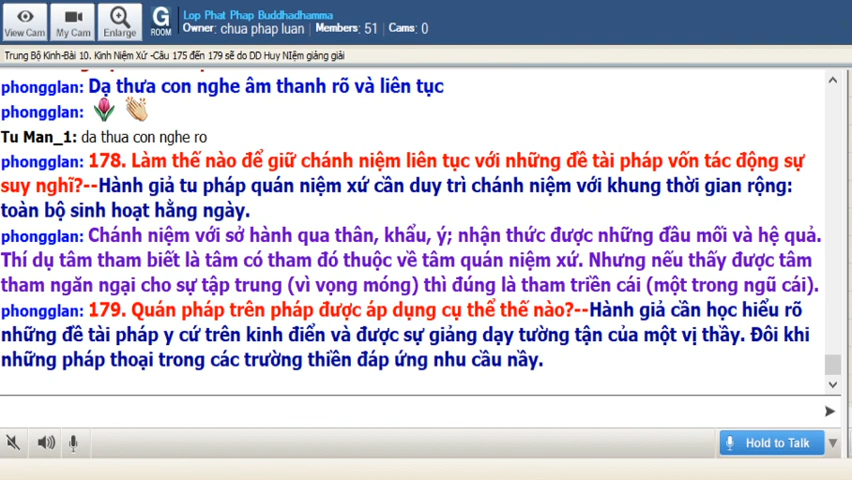 Lop Phat Phap Buddhadhamma
Owner: chua phap luan Members: 51 Cams: 0
View Cam My Cam Enlarge G ROOM
Trung Bộ Kinh-Bài 10. Kinh Niệm Xứ -Câu 175 đến 179 sẽ do DD Huy NIệm giảng giải
phongglan: Dạ thưa con nghe âm thanh rõ và liên tục
phongglan:
Tu Man_1: da thua con nghe ro
phongglan: 178. Làm thế nào để giữ chánh niệm liên tục với những đề tài pháp vốn tác động sự
suy nghĩ?--Hành giả tu pháp quán niệm xứ cần duy trì chánh niệm với khung thời gian rộng:
toàn bộ sinh hoạt hằng ngày.
phongglan: Chánh niệm với sở hành qua thân, khẩu, ý; nhận thức được những đầu mối và hệ quả.
Thí dụ tâm tham biết là tâm có tham đó thuộc về tâm quán niệm xứ. Nhưng nếu thấy được tâm
tham ngăn ngại cho sự tập trung (vì vọng móng) thì đúng là tham triền cái (một trong ngũ cái).
phongglan: 179. Quán pháp trên pháp được áp dụng cụ thể thế nào?--Hành giả cần học hiểu rõ
những đề tài pháp y cứ trên kinh điển và được sự giảng dạy tường tận của một vị thầy. Đôi khi
những pháp thoại trong các trường thiền đáp ứng nhu cầu nầy.
Hold to Talk